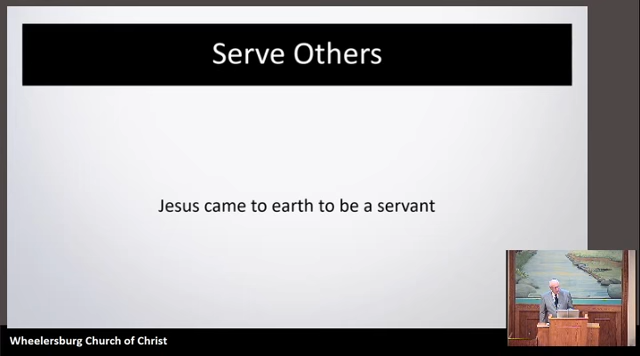 Serve Others
Jesus came to earth to be a servant
Wheelersburg Church of Christ